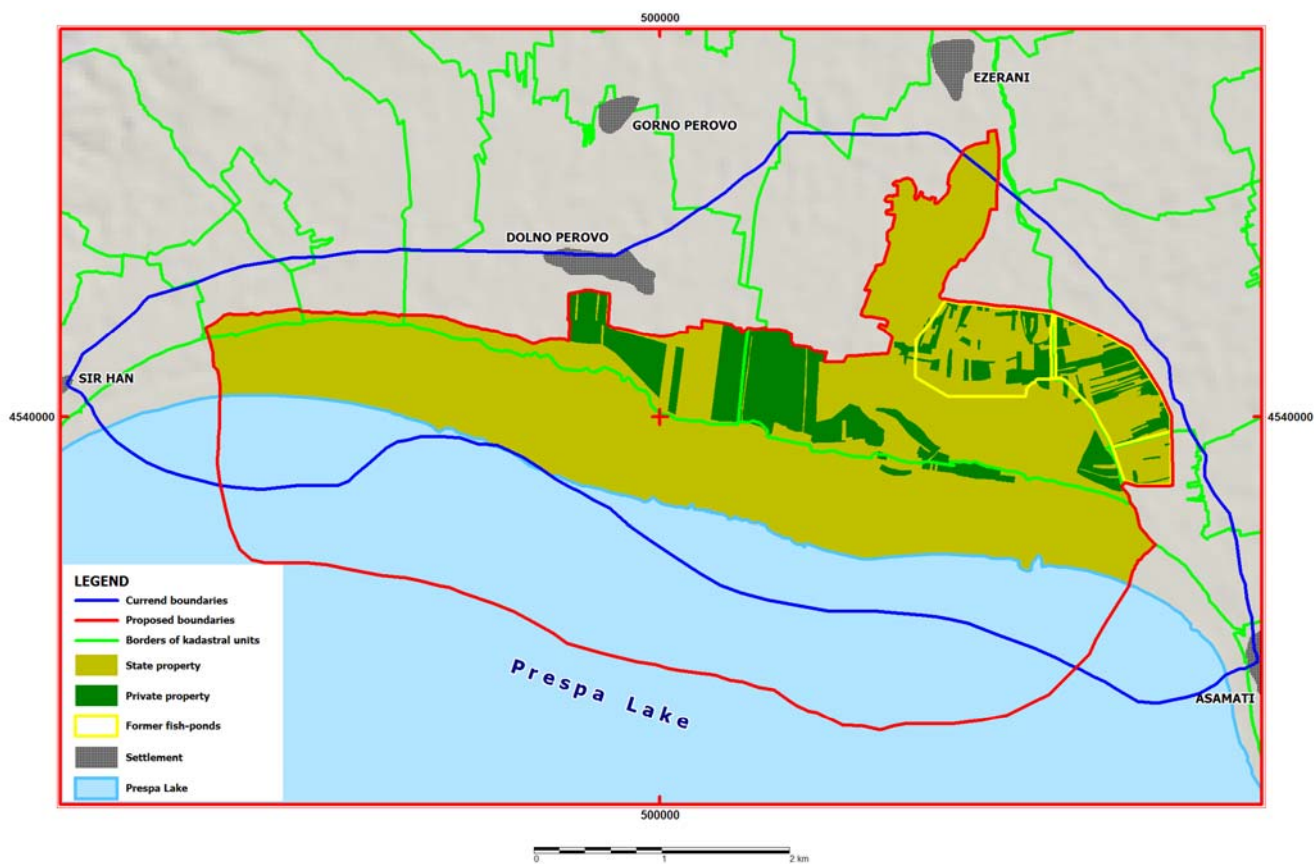 500000
EZERANI
GORNO PEROVO
DOLNO PEROVO
SIR HAN
4540000
4540000
LEGEND
Currend boundaries
Proposed boundaries
Borders of kadastral units
State property
Private property
Former fish-ponds
Settlement
Prespa Lake
Prespa Lake
ASAMATI
500000
0 1 2 km